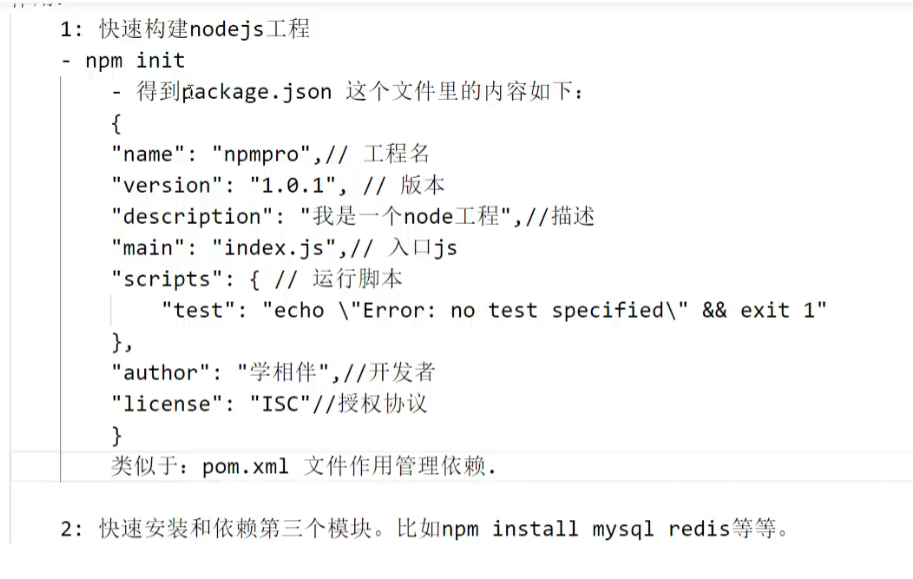 1: 快速构建nodejs工程
- npm init
- 得到package.json 这个文件里的内容如下:
{
"name": "npmpro",// 工程名
"version": "1.0.1", // 版本
"description": "我是一个node工程",//描述
"main": "index.js",// 入口js
"scripts": { // 运行脚本
"test": "echo \"Error: no test specified\" && exit 1"
},
"author": "学相伴",//开发者
"license": "ISC"//授权协议
}
类似于: pom.xml 文件作用管理依赖.
2: 快速安装和依赖第三个模块。比如npm install mysql redis等等。